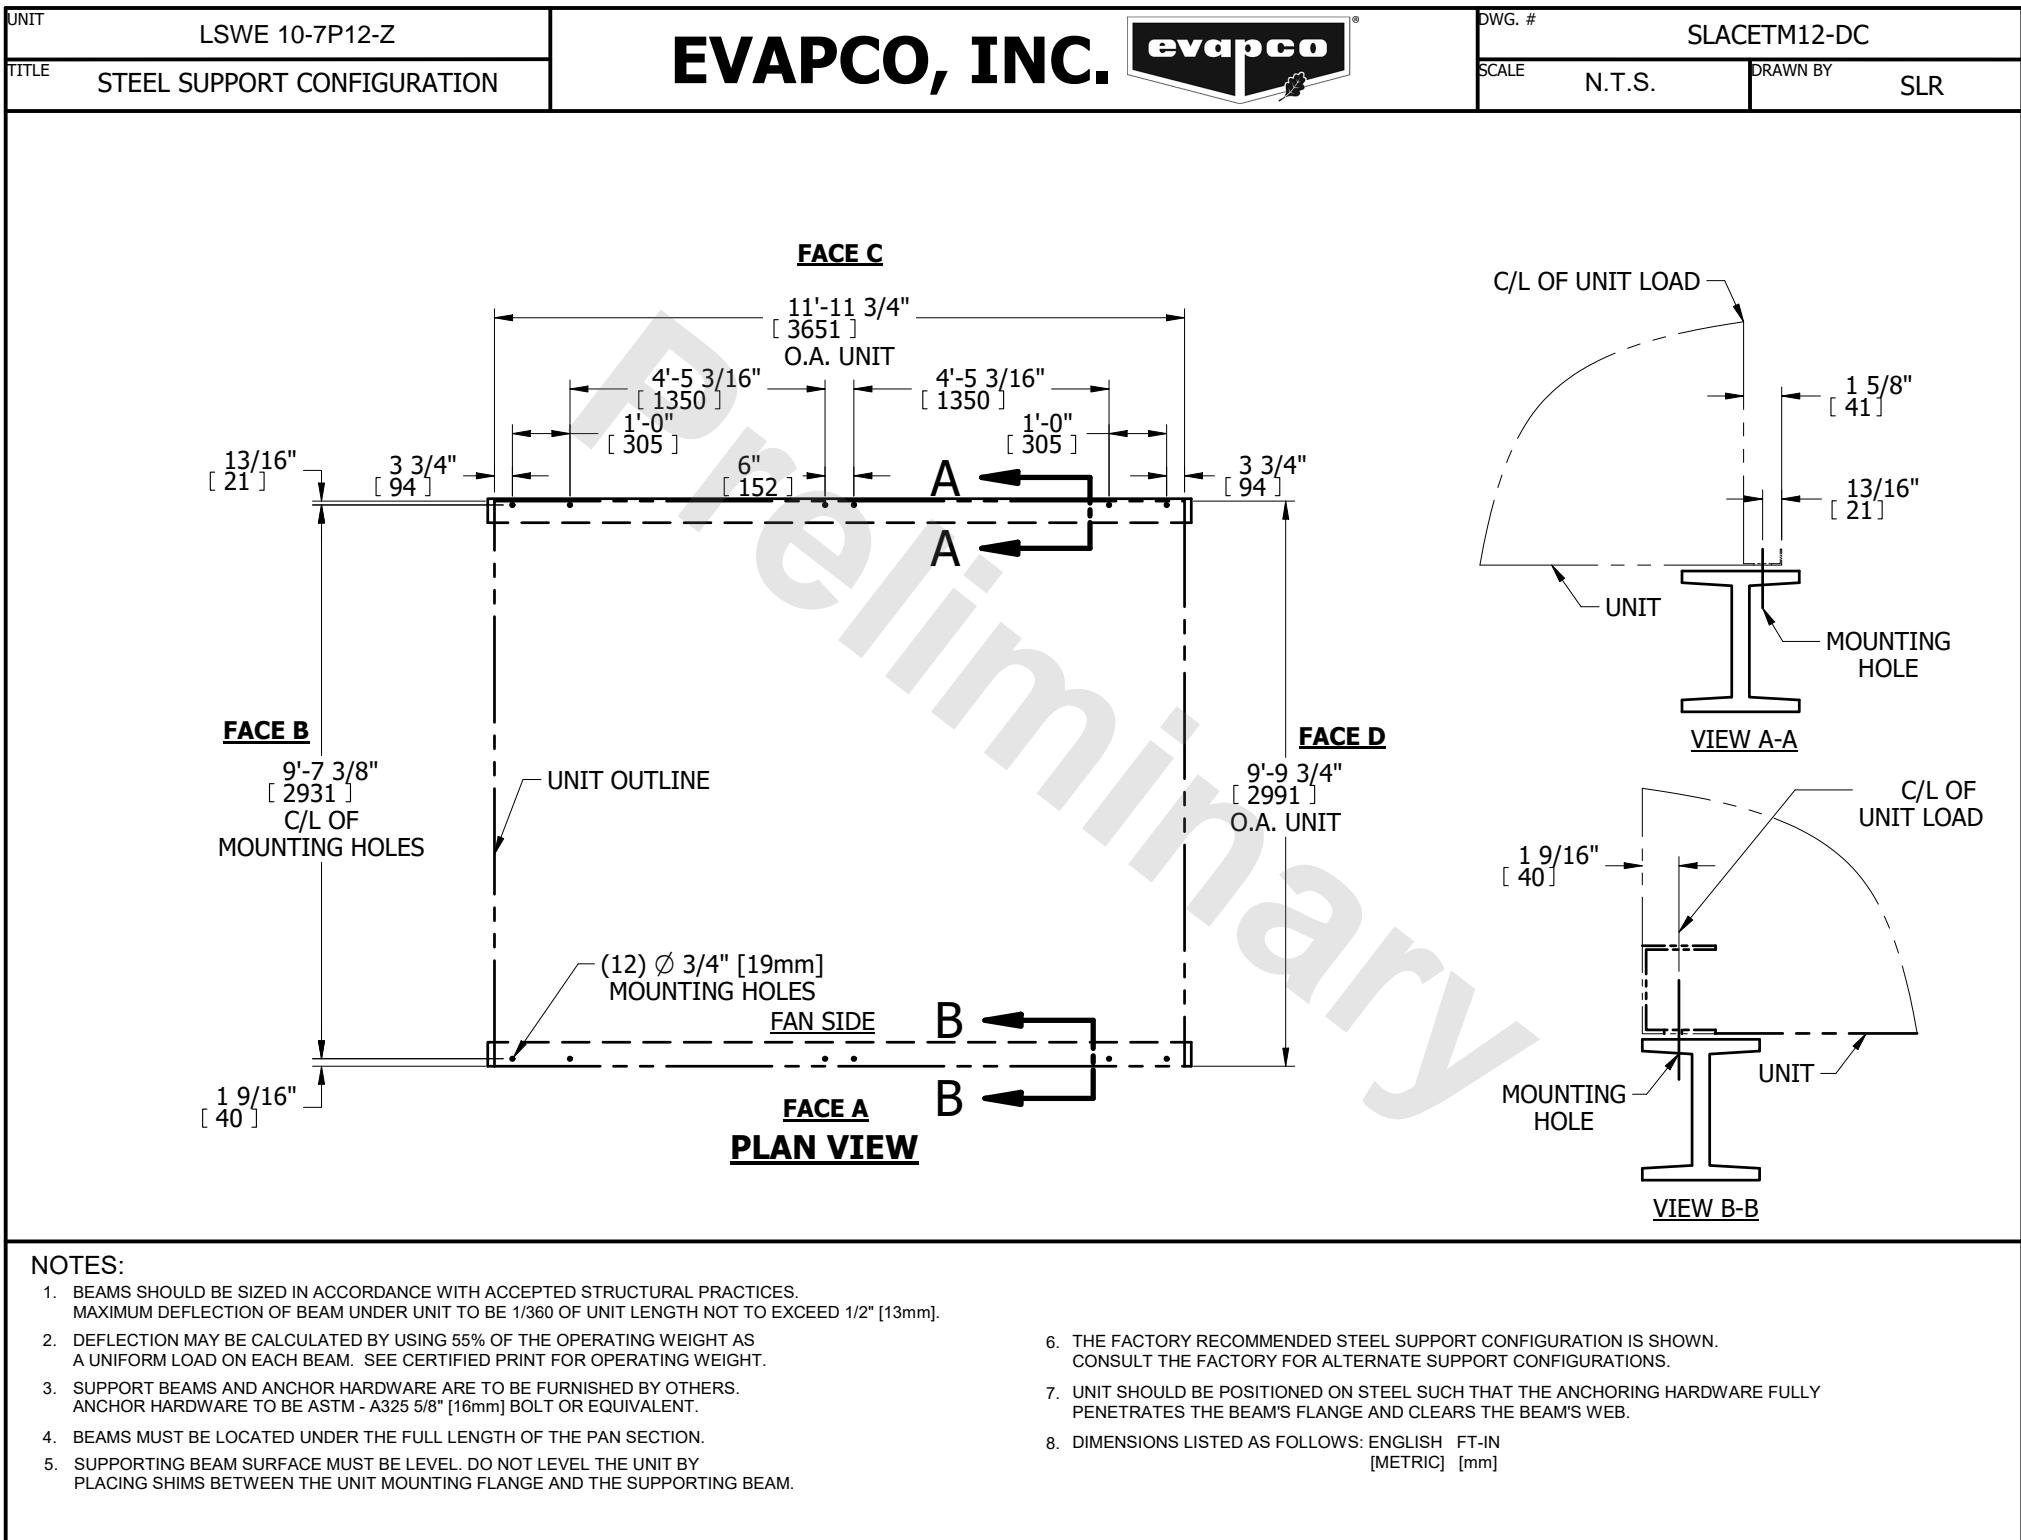 UNIT
LSWE 10-7P12-Z
TITLE
STEEL SUPPORT CONFIGURATION
EVAPCO, INC.
evapco
®
DWG. #
SLACETM12-DC
SCALE
N.T.S.
DRAWN BY
SLR
FACE C
11'-11 3/4"
[ 3651 ]
O.A. UNIT
4'-5 3/16"
[ 1350 ]
4'-5 3/16"
[ 1350 ]
1'-0"
[ 305 ]
1'-0"
[ 305 ]
13/16"
[ 21 ]
3 3/4"
[ 94 ]
6"
[ 152 ]
A
3 3/4"
[ 94 ]
A
FACE B
9'-7 3/8"
[ 2931 ]
C/L OF
MOUNTING HOLES
UNIT OUTLINE
FACE D
9'-9 3/4"
[ 2991 ]
O.A. UNIT
(12) Ø 3/4" [19mm]
MOUNTING HOLES
FAN SIDE
B
1 9/16"
[ 40 ]
B
FACE A
PLAN VIEW
Preliminary
C/L OF UNIT LOAD
1 5/8"
[ 41 ]
13/16"
[ 21 ]
UNIT
MOUNTING
HOLE
VIEW A-A
C/L OF
UNIT LOAD
1 9/16"
[ 40 ]
UNIT
MOUNTING
HOLE
VIEW B-B
NOTES:
1. BEAMS SHOULD BE SIZED IN ACCORDANCE WITH ACCEPTED STRUCTURAL PRACTICES.
MAXIMUM DEFLECTION OF BEAM UNDER UNIT TO BE 1/360 OF UNIT LENGTH NOT TO EXCEED 1/2" [13mm].
2. DEFLECTION MAY BE CALCULATED BY USING 55% OF THE OPERATING WEIGHT AS
A UNIFORM LOAD ON EACH BEAM. SEE CERTIFIED PRINT FOR OPERATING WEIGHT.
3. SUPPORT BEAMS AND ANCHOR HARDWARE ARE TO BE FURNISHED BY OTHERS.
ANCHOR HARDWARE TO BE ASTM - A325 5/8" [16mm] BOLT OR EQUIVALENT.
4. BEAMS MUST BE LOCATED UNDER THE FULL LENGTH OF THE PAN SECTION.
5. SUPPORTING BEAM SURFACE MUST BE LEVEL. DO NOT LEVEL THE UNIT BY
PLACING SHIMS BETWEEN THE UNIT MOUNTING FLANGE AND THE SUPPORTING BEAM.
6. THE FACTORY RECOMMENDED STEEL SUPPORT CONFIGURATION IS SHOWN.
CONSULT THE FACTORY FOR ALTERNATE SUPPORT CONFIGURATIONS.
7. UNIT SHOULD BE POSITIONED ON STEEL SUCH THAT THE ANCHORING HARDWARE FULLY
PENETRATES THE BEAM'S FLANGE AND CLEARS THE BEAM'S WEB.
8. DIMENSIONS LISTED AS FOLLOWS: ENGLISH FT-IN
[METRIC] [mm]